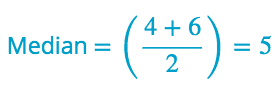 Median = ( (4 + 6) / 2 ) = 5